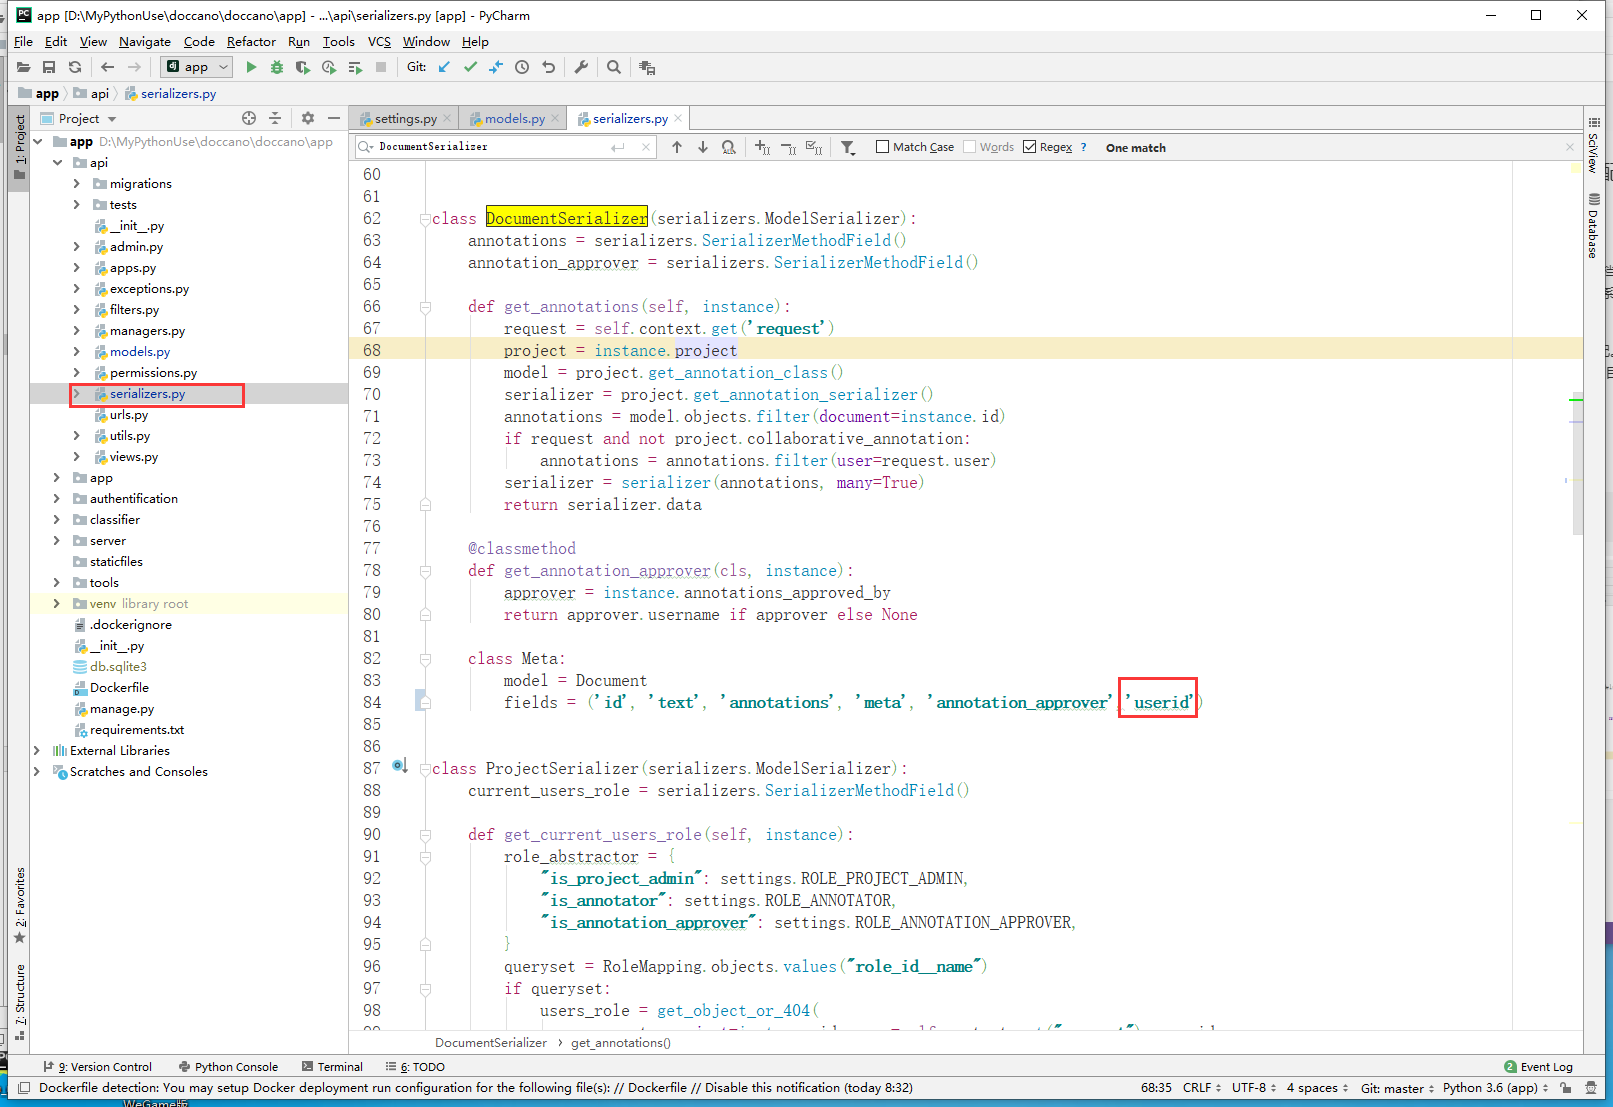 app [D:\MyPythonUse\doccano\doccano\app] - ...\api\serializers.py [app] - PyCharm
File Edit View Navigate Code Refactor Run Tools VCS Window Help
app Git:
app api serializers.py
Project
settings.py models.py serializers.py
DocumentSerializer Match Case Words Regex ? One match
1: Project
app D:\MyPythonUse\doccano\doccano\app
api
migrations
tests
__init__.py
admin.py
apps.py
exceptions.py
filters.py
managers.py
models.py
permissions.py
serializers.py
urls.py
utils.py
views.py
app
authentification
classifier
server
staticfiles
tools
venv library root
.dockerignore
__init__.py
db.sqlite3
Dockerfile
manage.py
requirements.txt
External Libraries
Scratches and Consoles
2: Favorites
7: Structure
60
61
62 class DocumentSerializer(serializers.ModelSerializer):
63 annotations = serializers.SerializerMethodField()
64 annotation_approver = serializers.SerializerMethodField()
65
66 def get_annotations(self, instance):
67 request = self.context.get('request')
68 project = instance.project
69 model = project.get_annotation_class()
70 serializer = project.get_annotation_serializer()
71 annotations = model.objects.filter(document=instance.id)
72 if request and not project.collaborative_annotation:
73 annotations = annotations.filter(user=request.user)
74 serializer = serializer(annotations, many=True)
75 return serializer.data
76
77 @classmethod
78 def get_annotation_approver(cls, instance):
79 approver = instance.annotations_approved_by
80 return approver.username if approver else None
81
82 class Meta:
83 model = Document
84 fields = ('id', 'text', 'annotations', 'meta', 'annotation_approver','userid')
85
86
87 class ProjectSerializer(serializers.ModelSerializer):
88 current_users_role = serializers.SerializerMethodField()
89
90 def get_current_users_role(self, instance):
91 role_abstractor = {
92 "is_project_admin": settings.ROLE_PROJECT_ADMIN,
93 "is_annotator": settings.ROLE_ANNOTATOR,
94 "is_annotation_approver": settings.ROLE_ANNOTATION_APPROVER,
95 }
96 queryset = RoleMapping.objects.values("role_id__name")
97 if queryset:
98 users_role = get_object_or_404(
SciView
Database
DocumentSerializer get_annotations()
9: Version Control Python Console Terminal 6: TODO 2 Event Log
Dockerfile detection: You may setup Docker deployment run configuration for the following file(s): // Dockerfile // Disable this notification (today 8:32) 68:35 CRLF UTF-8 4 spaces Git: master Python 3.6 (app)